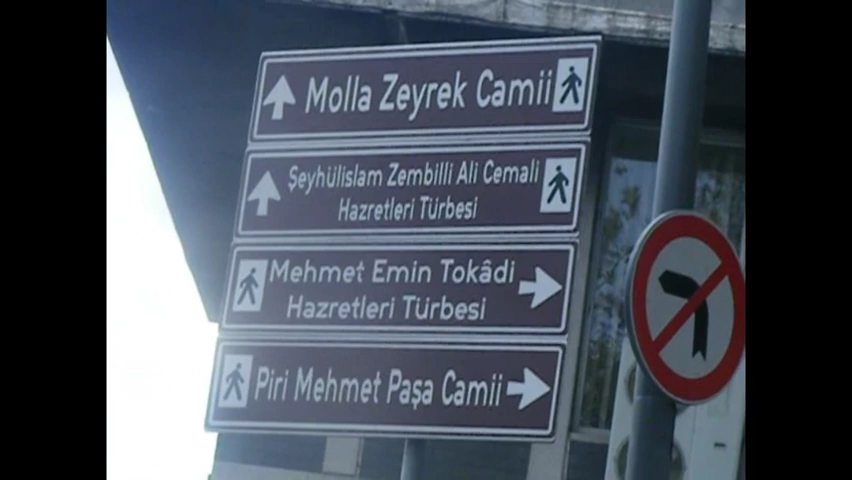 Molla Zeyrek Camii
Şeyhülislam Zembilli Ali Cemali
Hazretleri Türbesi
Mehmet Emin Tokâdi
Hazretleri Türbesi
Piri Mehmet Paşa Camii